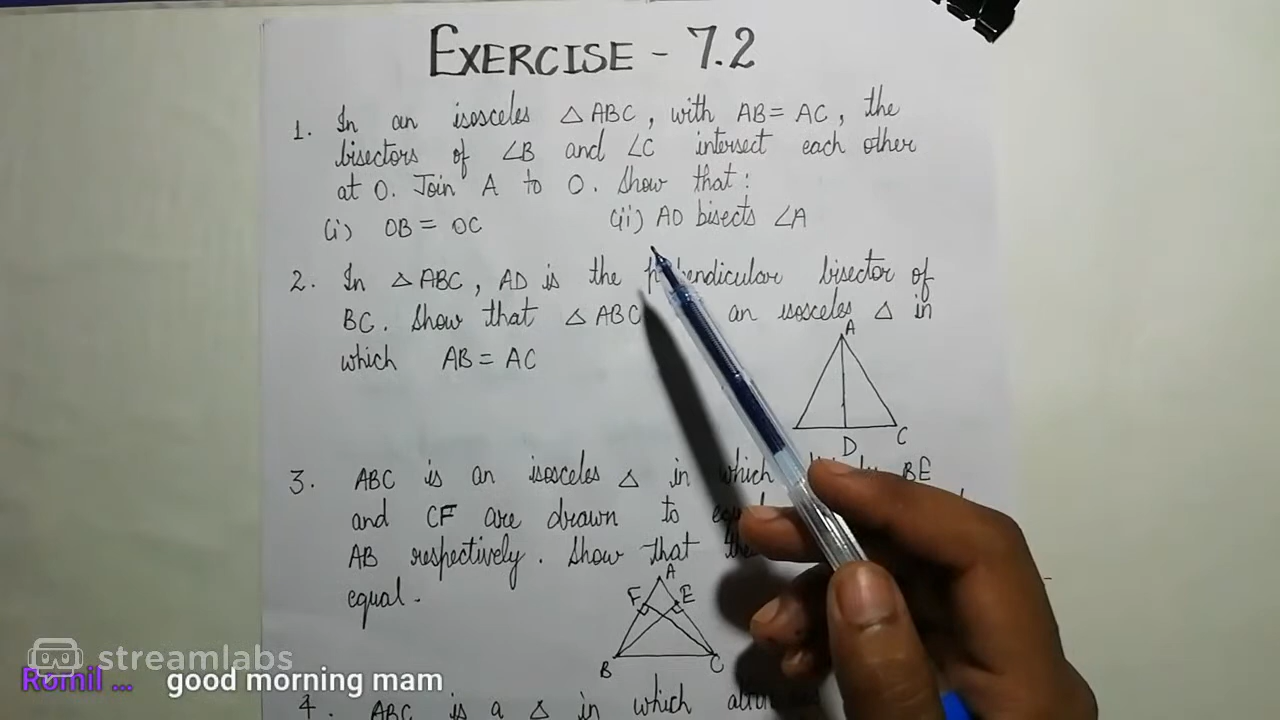 EXERCISE - 7.2
1. In an isosceles △ABC, with AB = AC, the
bisectors of ∠B and ∠C intersect each other
at O. Join A to O. Show that:
(i) OB = OC (ii) AO bisects ∠A
2. In △ABC, AD is the bisector of
BC. Show that △ABC an isosceles △ in
which AB = AC
A
D C
3. ABC is an isosceles △ in which BE
and CF are drawn to
AB respectively. Show that
equal.
A
F E
B C
streamlabs
Romil ... good morning mam
4. ABC is a △ in which